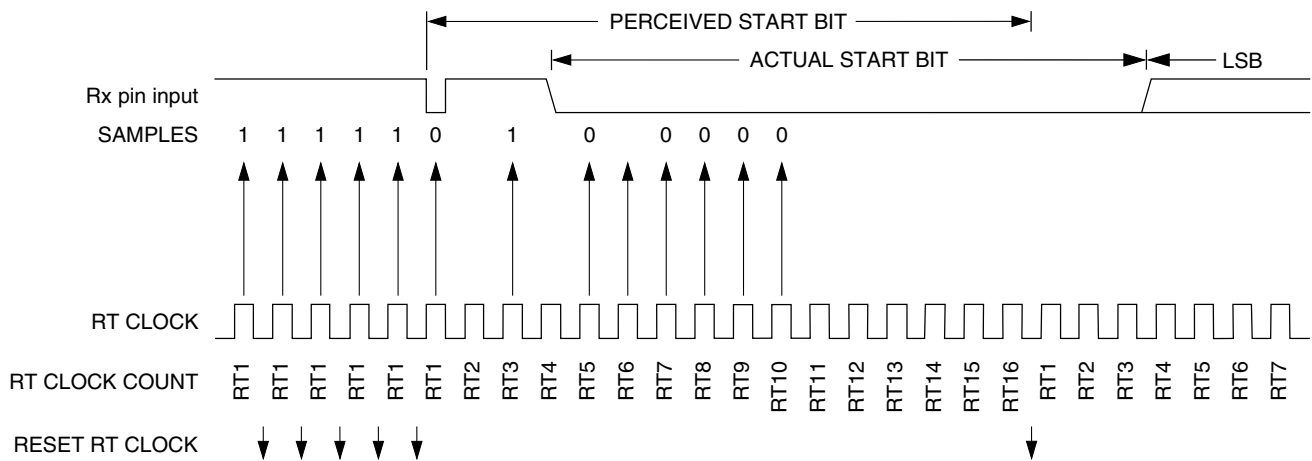 PERCEIVED START BIT
ACTUAL START BIT LSB
Rx pin input
SAMPLES 1 1 1 1 1 0 1 0 0 0 0 0
RT CLOCK
RT CLOCK COUNT RT1 RT1 RT1 RT1 RT1 RT1 RT2 RT3 RT4 RT5 RT6 RT7 RT8 RT9 RT10 RT11 RT12 RT13 RT14 RT15 RT16 RT1 RT2 RT3 RT4 RT5 RT6 RT7
RESET RT CLOCK